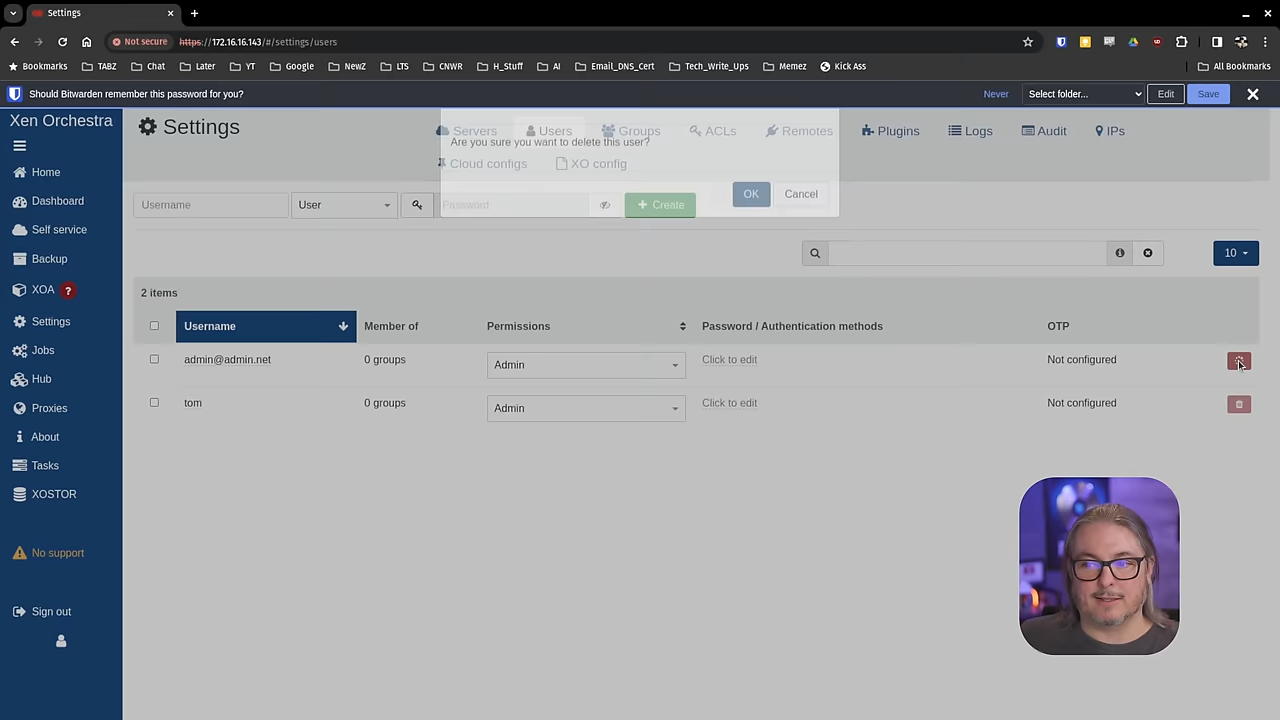 Settings
Not secure https://172.16.16.143/#/settings/users
Bookmarks TABZ Chat Later YT Google NewZ LTS CNWR H_Stuff AI Email_DNS_Cert Tech_Write_Ups Memez Kick Ass All Bookmarks
Should Bitwarden remember this password for you? Never Select folder... Edit Save
Xen Orchestra
Home
Dashboard
Self service
Backup
XOA ?
Settings
Jobs
Hub
Proxies
About
Tasks
XOSTOR
No support
Sign out
Settings
Servers Users Groups ACLs Remotes Plugins Logs Audit IPs
Are you sure you want to delete this user?
Cloud configs XO config
OK Cancel
Username User Password + Create
10
2 items
Username Member of Permissions Password / Authentication methods OTP
admin@admin.net 0 groups Admin Click to edit Not configured
tom 0 groups Admin Click to edit Not configured